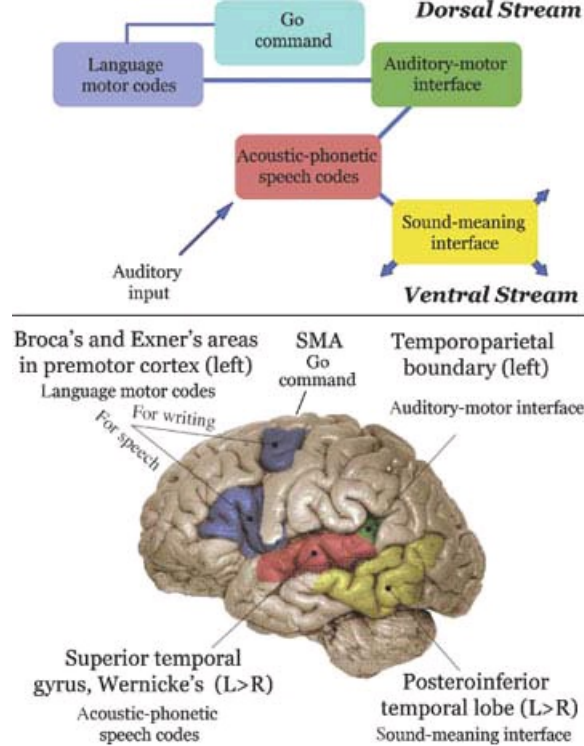 Dorsal Stream
Go
command
Language
motor codes
Auditory-motor
interface
Acoustic-phonetic
speech codes
Sound-meaning
interface
Auditory
input
Ventral Stream
Broca's and Exner's areas
in premotor cortex (left)
Language motor codes
SMA
Go
command
Temporoparietal
boundary (left)
Auditory-motor interface
For writing
For speech
Superior temporal
gyrus, Wernicke's (L>R)
Acoustic-phonetic
speech codes
Posteroinferior
temporal lobe (L>R)
Sound-meaning interface